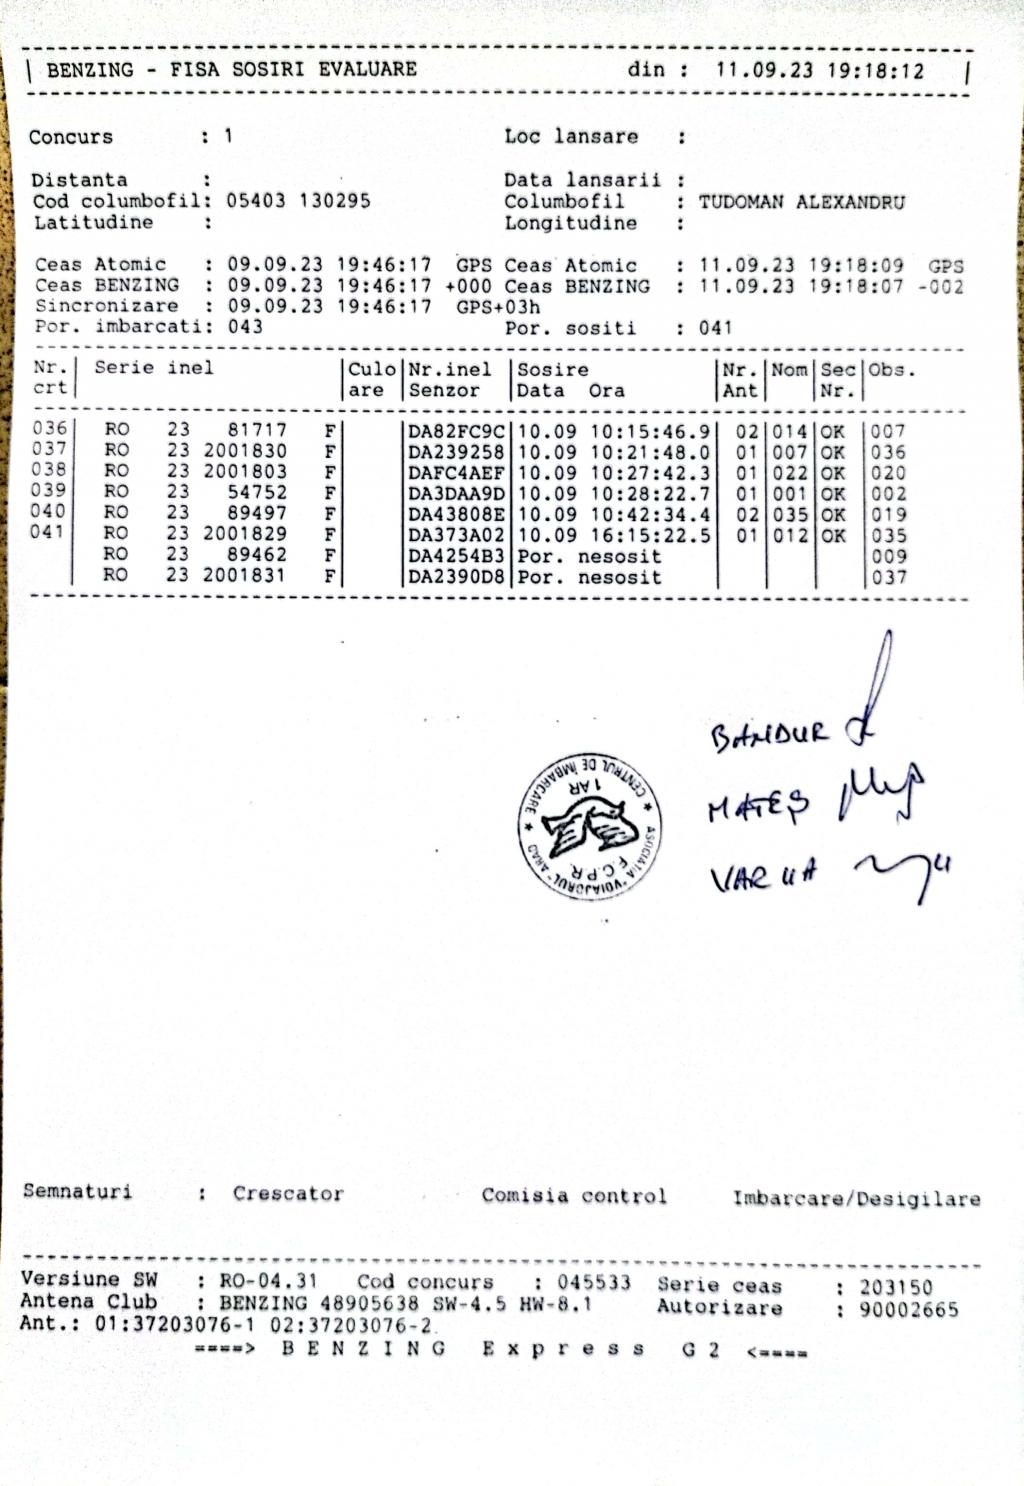 | BENZING - FISA SOSIRI EVALUARE din : 11.09.23 19:18:12 |
Concurs : 1 Loc lansare :
Distanta : Data lansarii :
Cod columbofil: 05403 130295 Columbofil : TUDOMAN ALEXANDRU
Latitudine : Longitudine :
Ceas Atomic : 09.09.23 19:46:17 GPS Ceas Atomic : 11.09.23 19:18:09 GPS
Ceas BENZING : 09.09.23 19:46:17 +000 Ceas BENZING : 11.09.23 19:18:07 -002
Sincronizare : 09.09.23 19:46:17 GPS+03h
Por. imbarcati: 043 Por. sositi : 041
Nr.| Serie inel |Culo|Nr.inel |Sosire |Nr.|Nom|Sec|Obs.
crt| |are |Senzor |Data Ora |Ant| |Nr.|
036| RO 23 81717 F| |DA82FC9C|10.09 10:15:46.9|02|014|OK |007
037| RO 23 2001830 F| |DA239258|10.09 10:21:48.0|01|007|OK |036
038| RO 23 2001803 F| |DAFC4AEF|10.09 10:27:42.3|01|022|OK |020
039| RO 23 54752 F| |DA3DAA9D|10.09 10:28:22.7|01|001|OK |002
040| RO 23 89497 F| |DA43808E|10.09 10:42:34.4|02|035|OK |019
041| RO 23 2001829 F| |DA373A02|10.09 16:15:22.5|01|012|OK |035
| RO 23 89462 F| |DA4254B3|Por. nesosit | | | |009
| RO 23 2001831 F| |DA2390D8|Por. nesosit | | | |037
BANDUR
MATEȘ
ASOCIATIA "VOIAJORUL" ARAD
F.C.P.R.
1 AR
CENTRUL DE IMBARCARE
Semnaturi : Crescator Comisia control Imbarcare/Desigilare
Versiune SW : RO-04.31 Cod concurs : 045533 Serie ceas : 203150
Antena Club : BENZING 48905638 SW-4.5 HW-8.1 Autorizare : 90002665
Ant.: 01:37203076-1 02:37203076-2
====> B E N Z I N G E x p r e s s G 2 <====